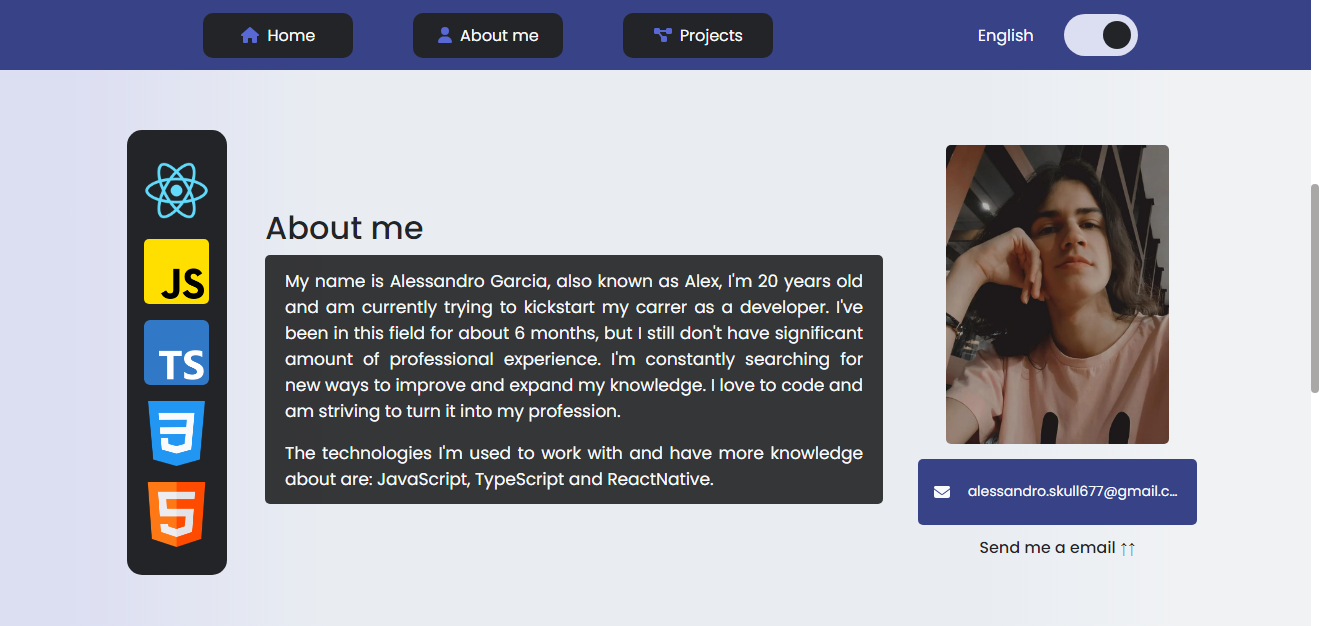 Home
About me
Projects
English
JS
TS
About me
My name is Alessandro Garcia, also known as Alex, I'm 20 years old
and am currently trying to kickstart my carrer as a developer. I've
been in this field for about 6 months, but I still don't have significant
amount of professional experience. I'm constantly searching for
new ways to improve and expand my knowledge. I love to code and
am striving to turn it into my profession.
The technologies I'm used to work with and have more knowledge
about are: JavaScript, TypeScript and ReactNative.
alessandro.skull677@gmail.c...
Send me a email ↑↑